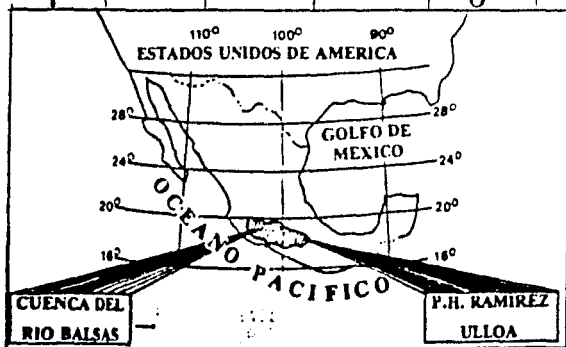 110° 100° 90°
ESTADOS UNIDOS DE AMERICA
28° 28°
GOLFO DE
MEXICO
24° 24°
20° 20°
OCEANO PACIFICO
16° 16°
CUENCA DEL
RIO BALSAS
P.H. RAMIREZ
ULLOA